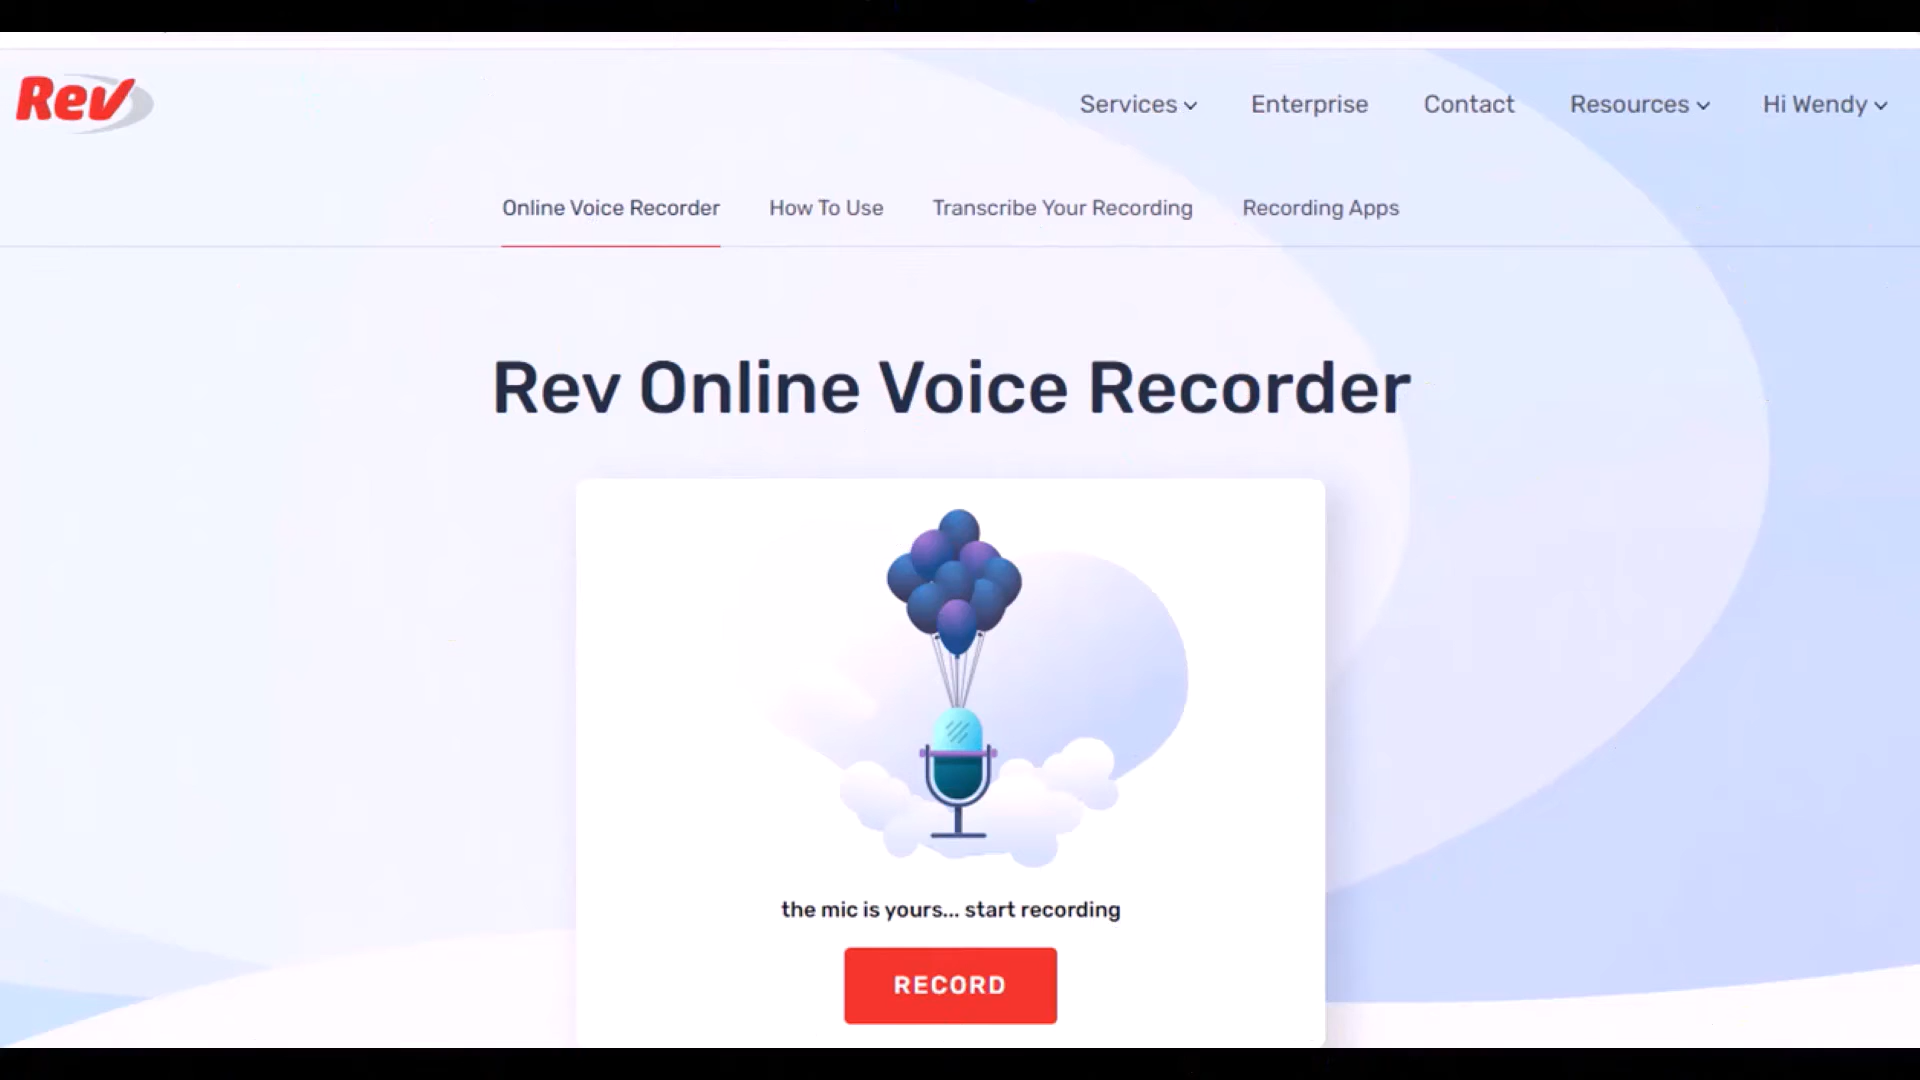 Rev
Services
Enterprise
Contact
Resources
Hi Wendy
Online Voice Recorder
How To Use
Transcribe Your Recording
Recording Apps
Rev Online Voice Recorder
the mic is yours... start recording
RECORD